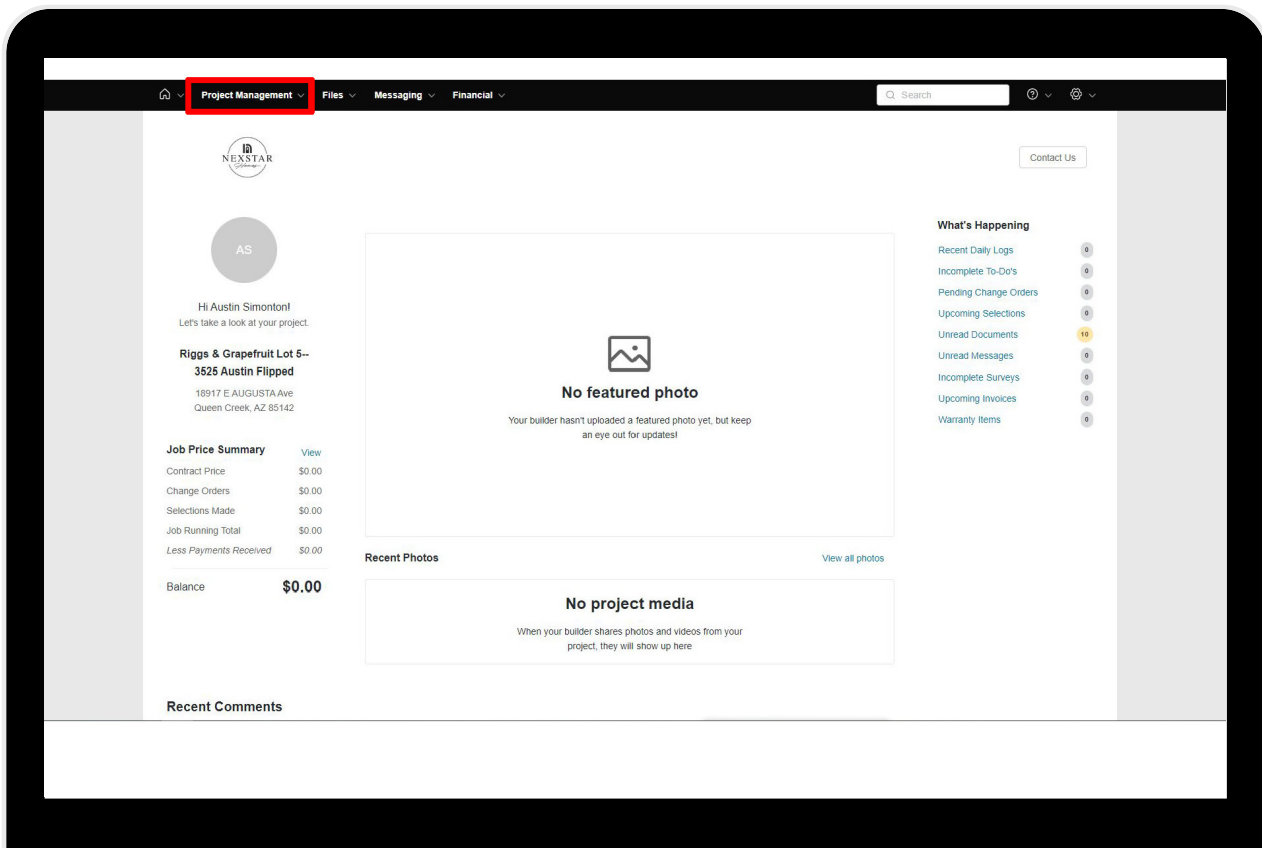 Project Management
Files
Messaging
Financial
Search
NEXSTAR
Homes
Contact Us
AS
Hi Austin Simonton!
Let's take a look at your project.
Riggs & Grapefruit Lot 5--
3525 Austin Flipped
18917 E AUGUSTA Ave
Queen Creek, AZ 85142
Job Price Summary View
Contract Price $0.00
Change Orders $0.00
Selections Made $0.00
Job Running Total $0.00
Less Payments Received $0.00
Balance $0.00
No featured photo
Your builder hasn't uploaded a featured photo yet, but keep
an eye out for updates!
Recent Photos View all photos
No project media
When your builder shares photos and videos from your
project, they will show up here
What's Happening
Recent Daily Logs 0
Incomplete To-Do's 0
Pending Change Orders 0
Upcoming Selections 0
Unread Documents 10
Unread Messages 0
Incomplete Surveys 0
Upcoming Invoices 0
Warranty Items 0
Recent Comments